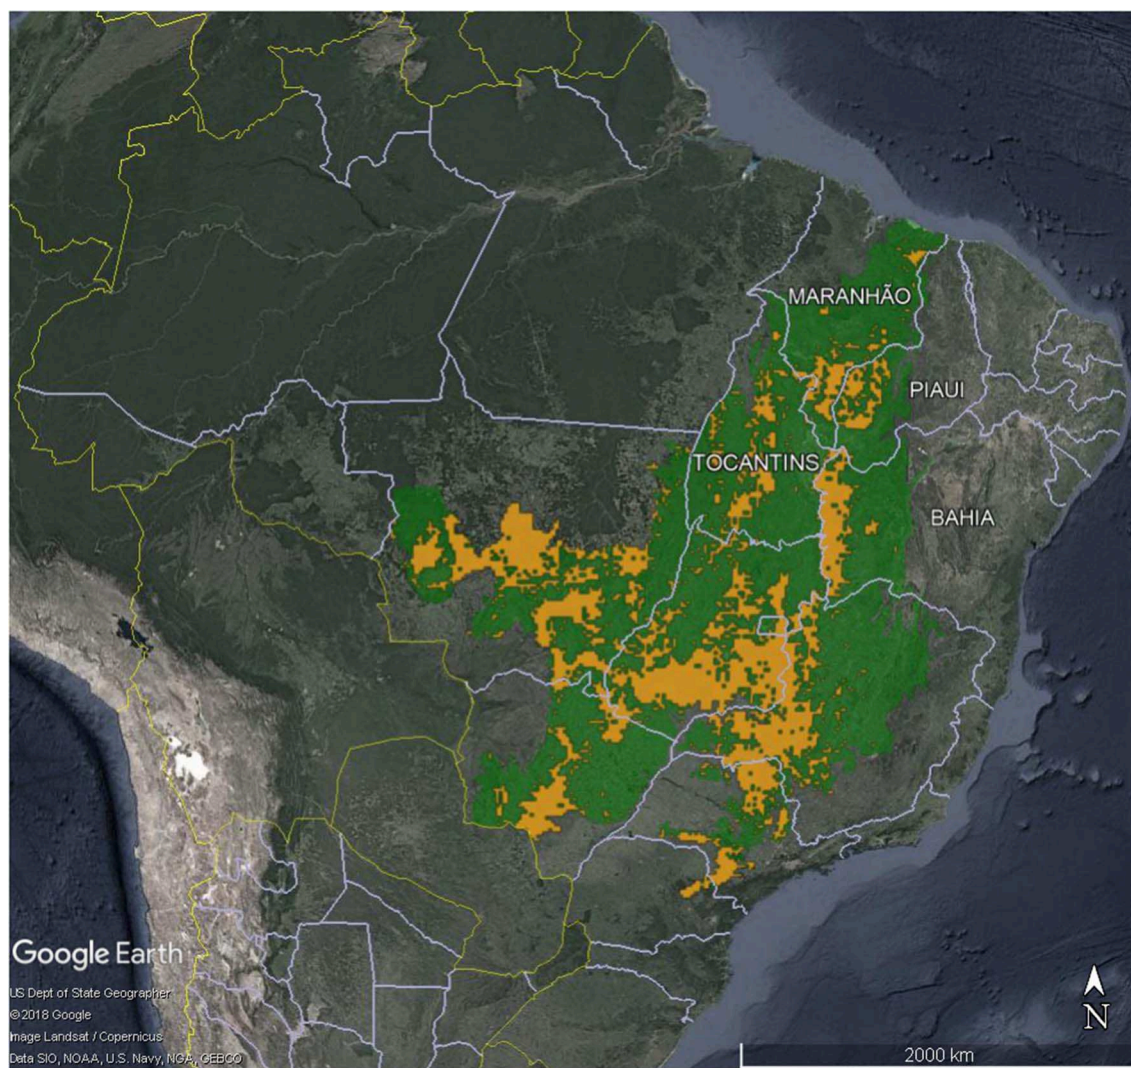 MARANHÃO
PIAUI
TOCANTINS
BAHIA
Google Earth
US Dept of State Geographer
©2018 Google
Image Landsat / Copernicus
Data SIO, NOAA, U.S. Navy, NGA, GEBCO
N
2000 km